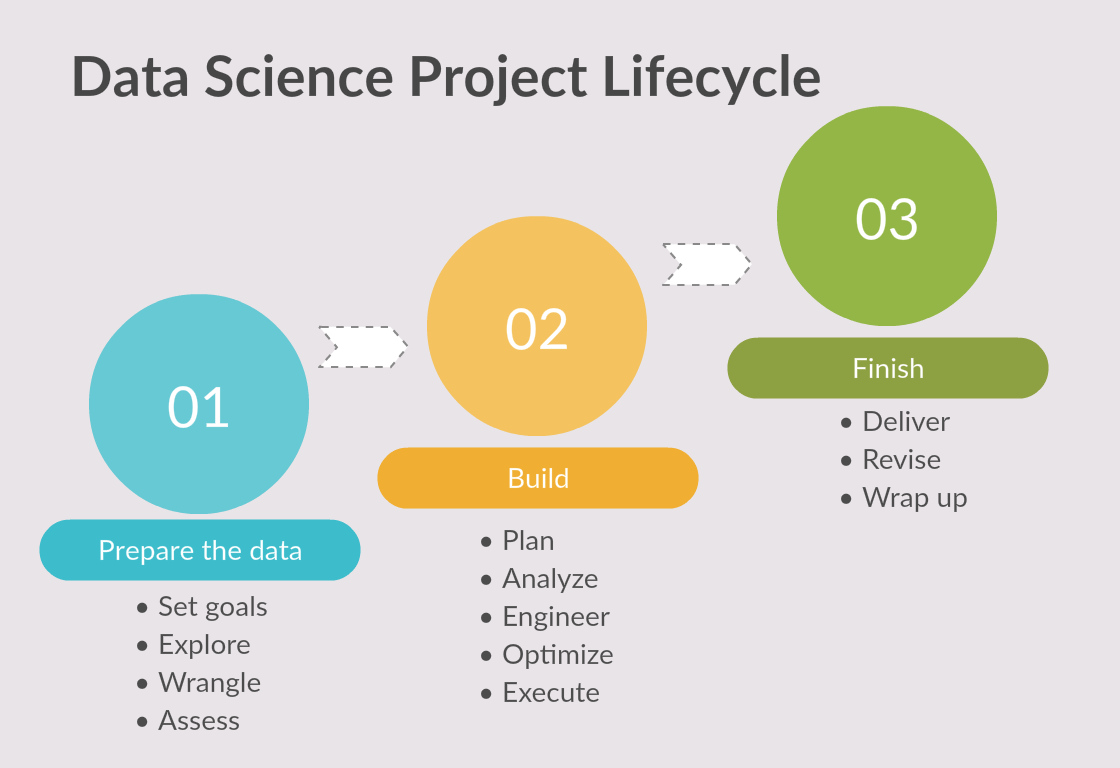 Data Science Project Lifecycle
01
Prepare the data
• Set goals
• Explore
• Wrangle
• Assess
02
Build
• Plan
• Analyze
• Engineer
• Optimize
• Execute
03
Finish
• Deliver
• Revise
• Wrap up